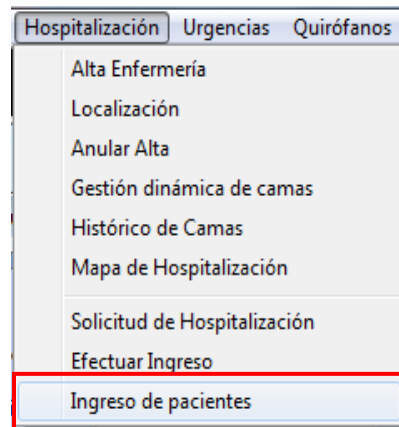 Hospitalización Urgencias Quirófanos
Alta Enfermería
Localización
Anular Alta
Gestión dinámica de camas
Histórico de Camas
Mapa de Hospitalización
Solicitud de Hospitalización
Efectuar Ingreso
Ingreso de pacientes